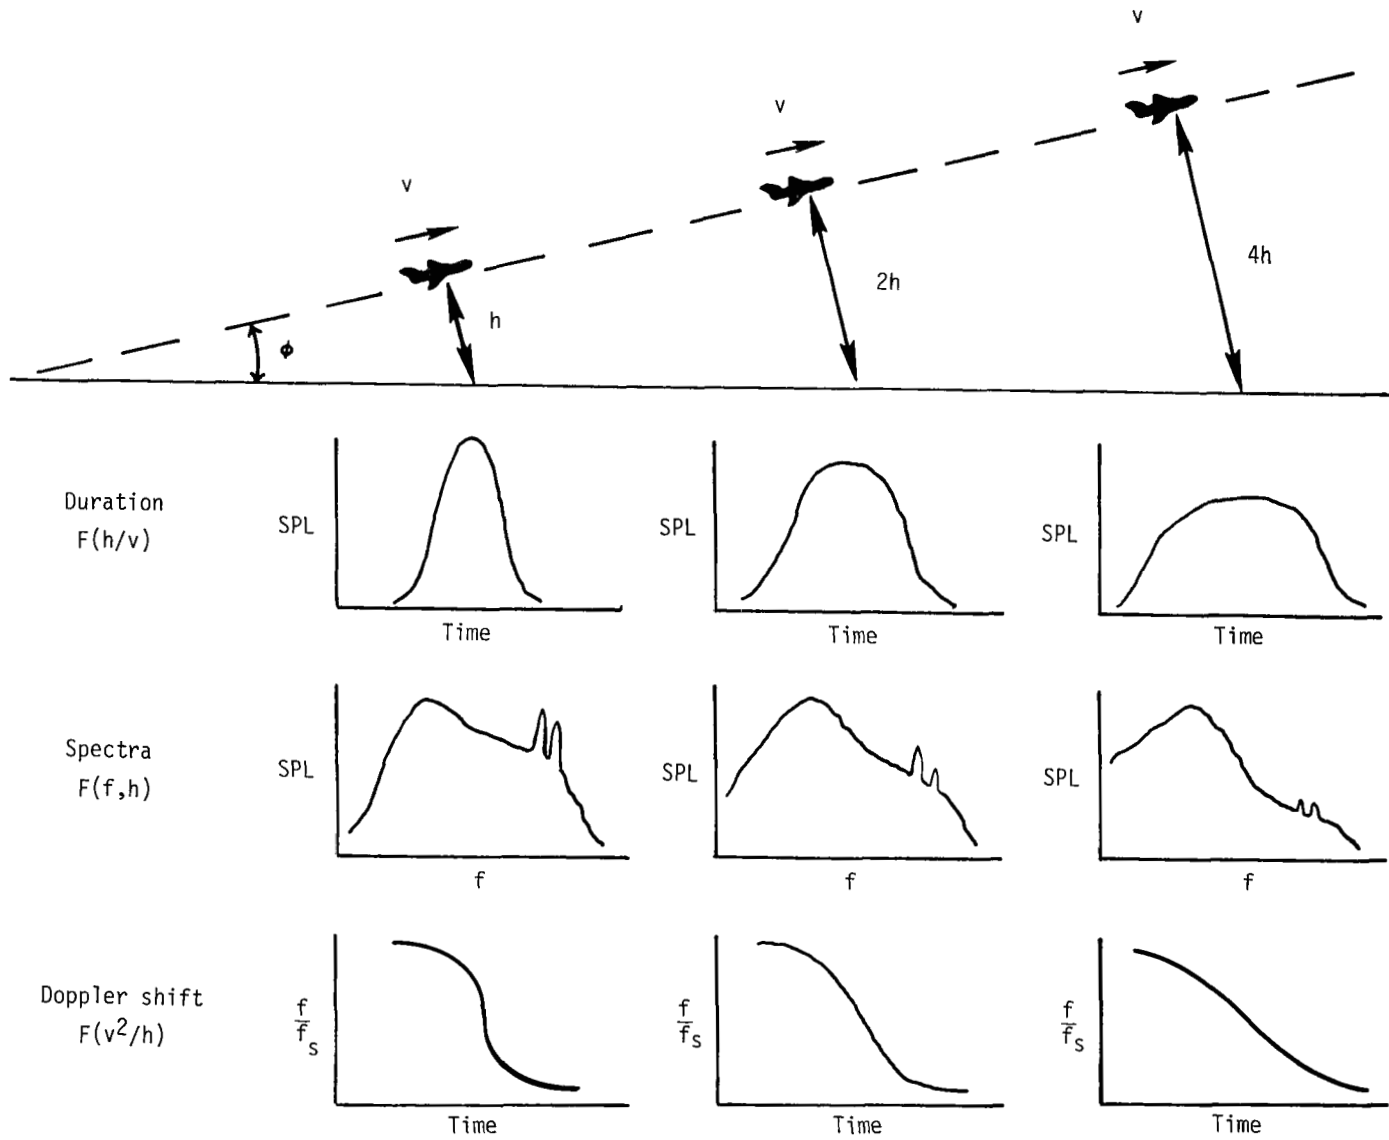 v
v
v
h
2h
4h
ϕ
Duration
F(h/v)
SPL
SPL
SPL
Time
Time
Time
Spectra
F(f,h)
SPL
SPL
SPL
f
f
f
Doppler shift
F(v²/h)
f/fₛ
f/fₛ
f/fₛ
Time
Time
Time